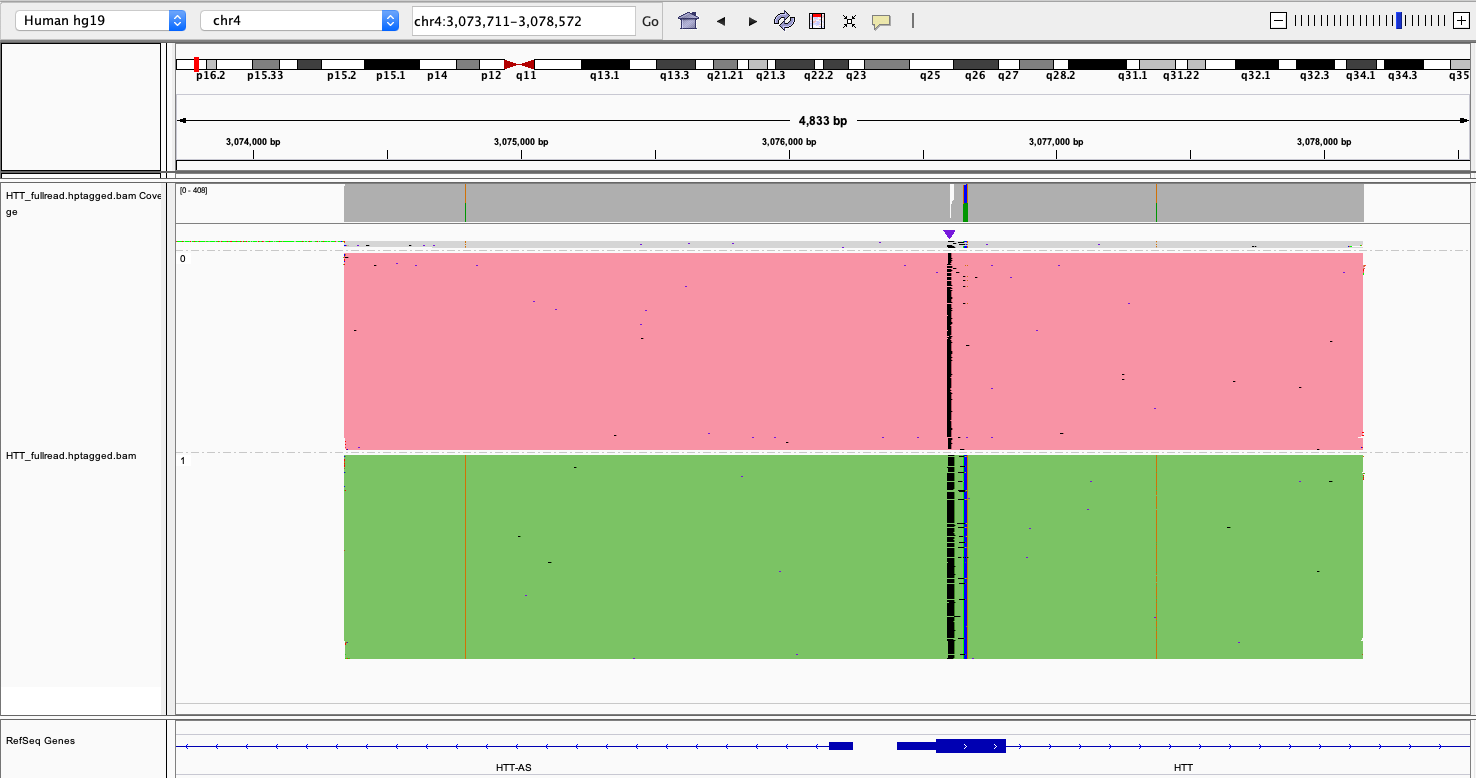 Human hg19 chr4 chr4:3,073,711–3,078,572 Go
p16.2 p15.33 p15.2 p15.1 p14 p12 q11 q13.1 q13.3 q21.21 q21.3 q22.2 q23 q25 q26 q27 q28.2 q31.1 q31.22 q32.1 q32.3 q34.1 q34.3 q35
4,833 bp
3,074,000 bp 3,075,000 bp 3,076,000 bp 3,077,000 bp 3,078,000 bp
HTT_fullread.hptagged.bam Cove
ge
[0 - 408]
0
HTT_fullread.hptagged.bam
1
RefSeq Genes
HTT-AS HTT